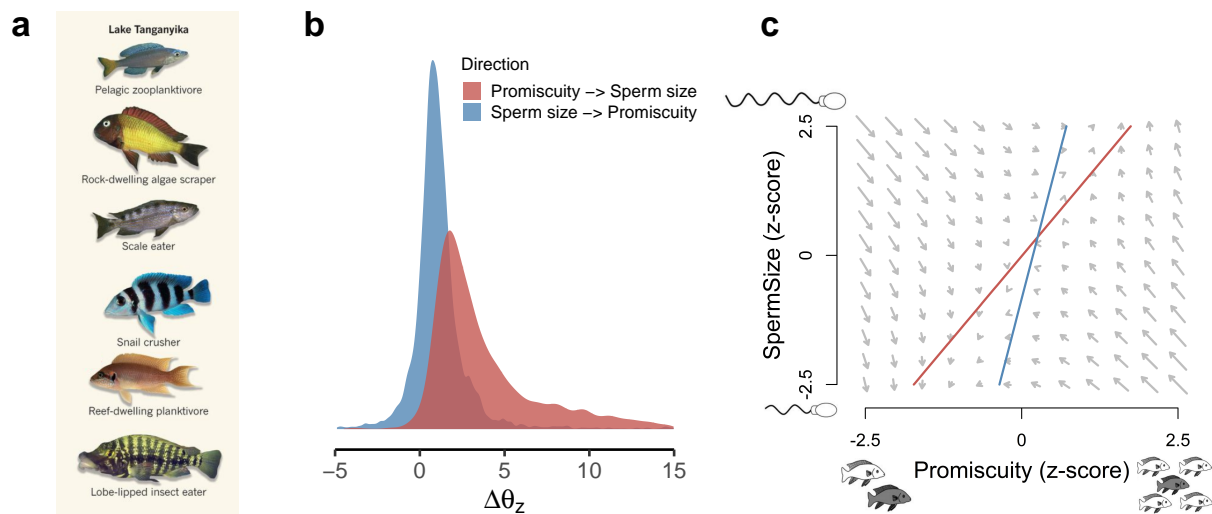 a
Lake Tanganyika
Pelagic zooplanktivore
Rock-dwelling algae scraper
Scale eater
Snail crusher
Reef-dwelling planktivore
Lobe-lipped insect eater
b
Direction
Promiscuity –> Sperm size
Sperm size –> Promiscuity
−5 0 5 10 15
Δθz
c
SpermSize (z-score)
2.5
0
-2.5
-2.5 0 2.5
Promiscuity (z-score)